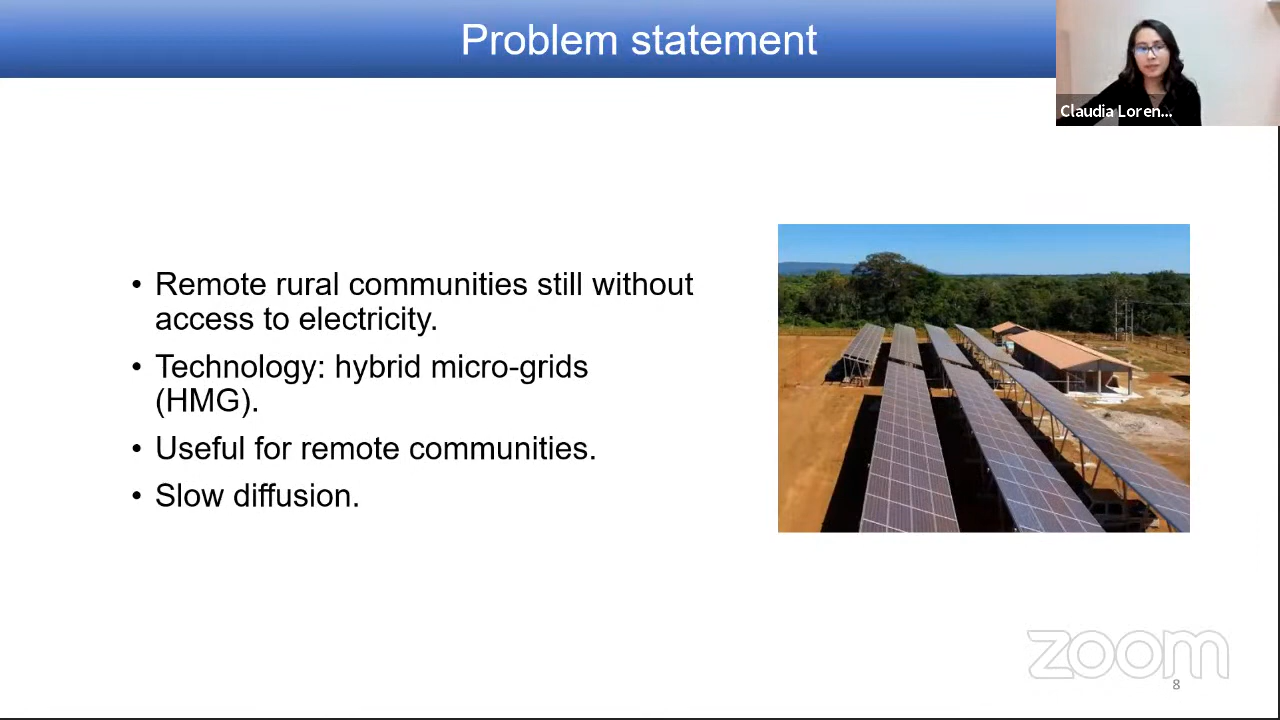 Problem statement
Claudia Loren...
• Remote rural communities still without
access to electricity.
• Technology: hybrid micro-grids
(HMG).
• Useful for remote communities.
• Slow diffusion.
zoom
8